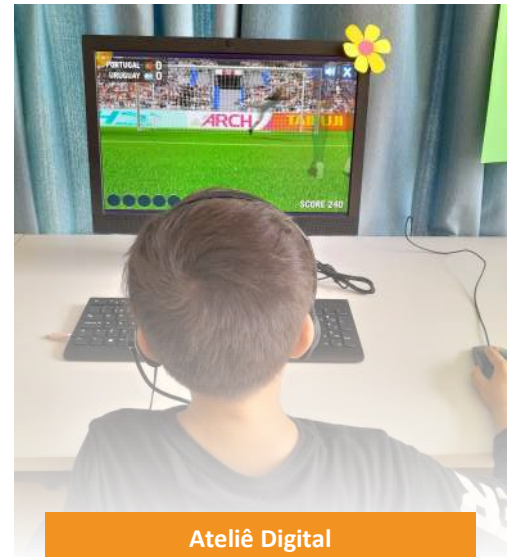 PORTUGAL 0
URUGUAY 0
ARCH
SCORE 240
Ateliê Digital